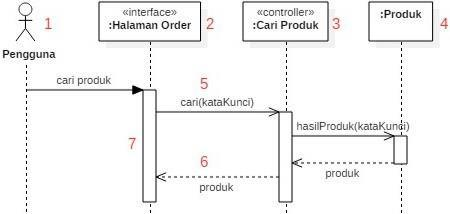 1
«interface»
:Halaman Order
2
«controller»
:Cari Produk
3
:Produk
4
Pengguna
cari produk
5
cari(kataKunci)
hasilProduk(kataKunci)
7
6
produk
produk